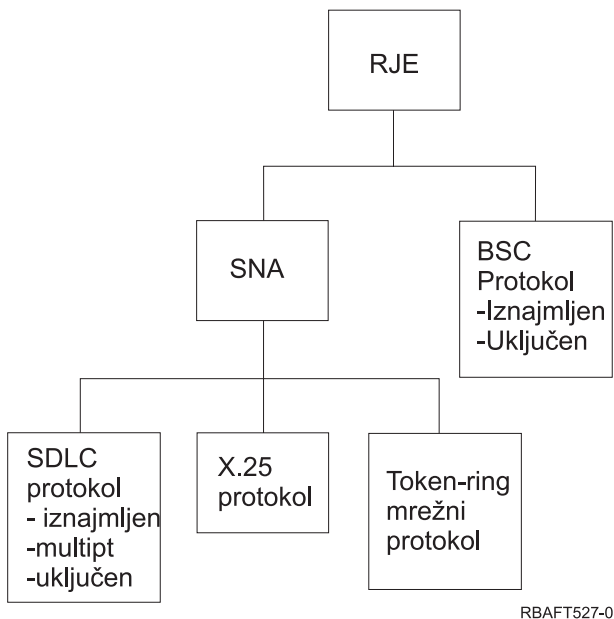 RJE
SNA
BSC
Protokol
-Iznajmljen
-Uključen
SDLC
protokol
- iznajmljen
-multipt
-uključen
X.25
protokol
Token-ring
mrežni
protokol
RBAFT527-0